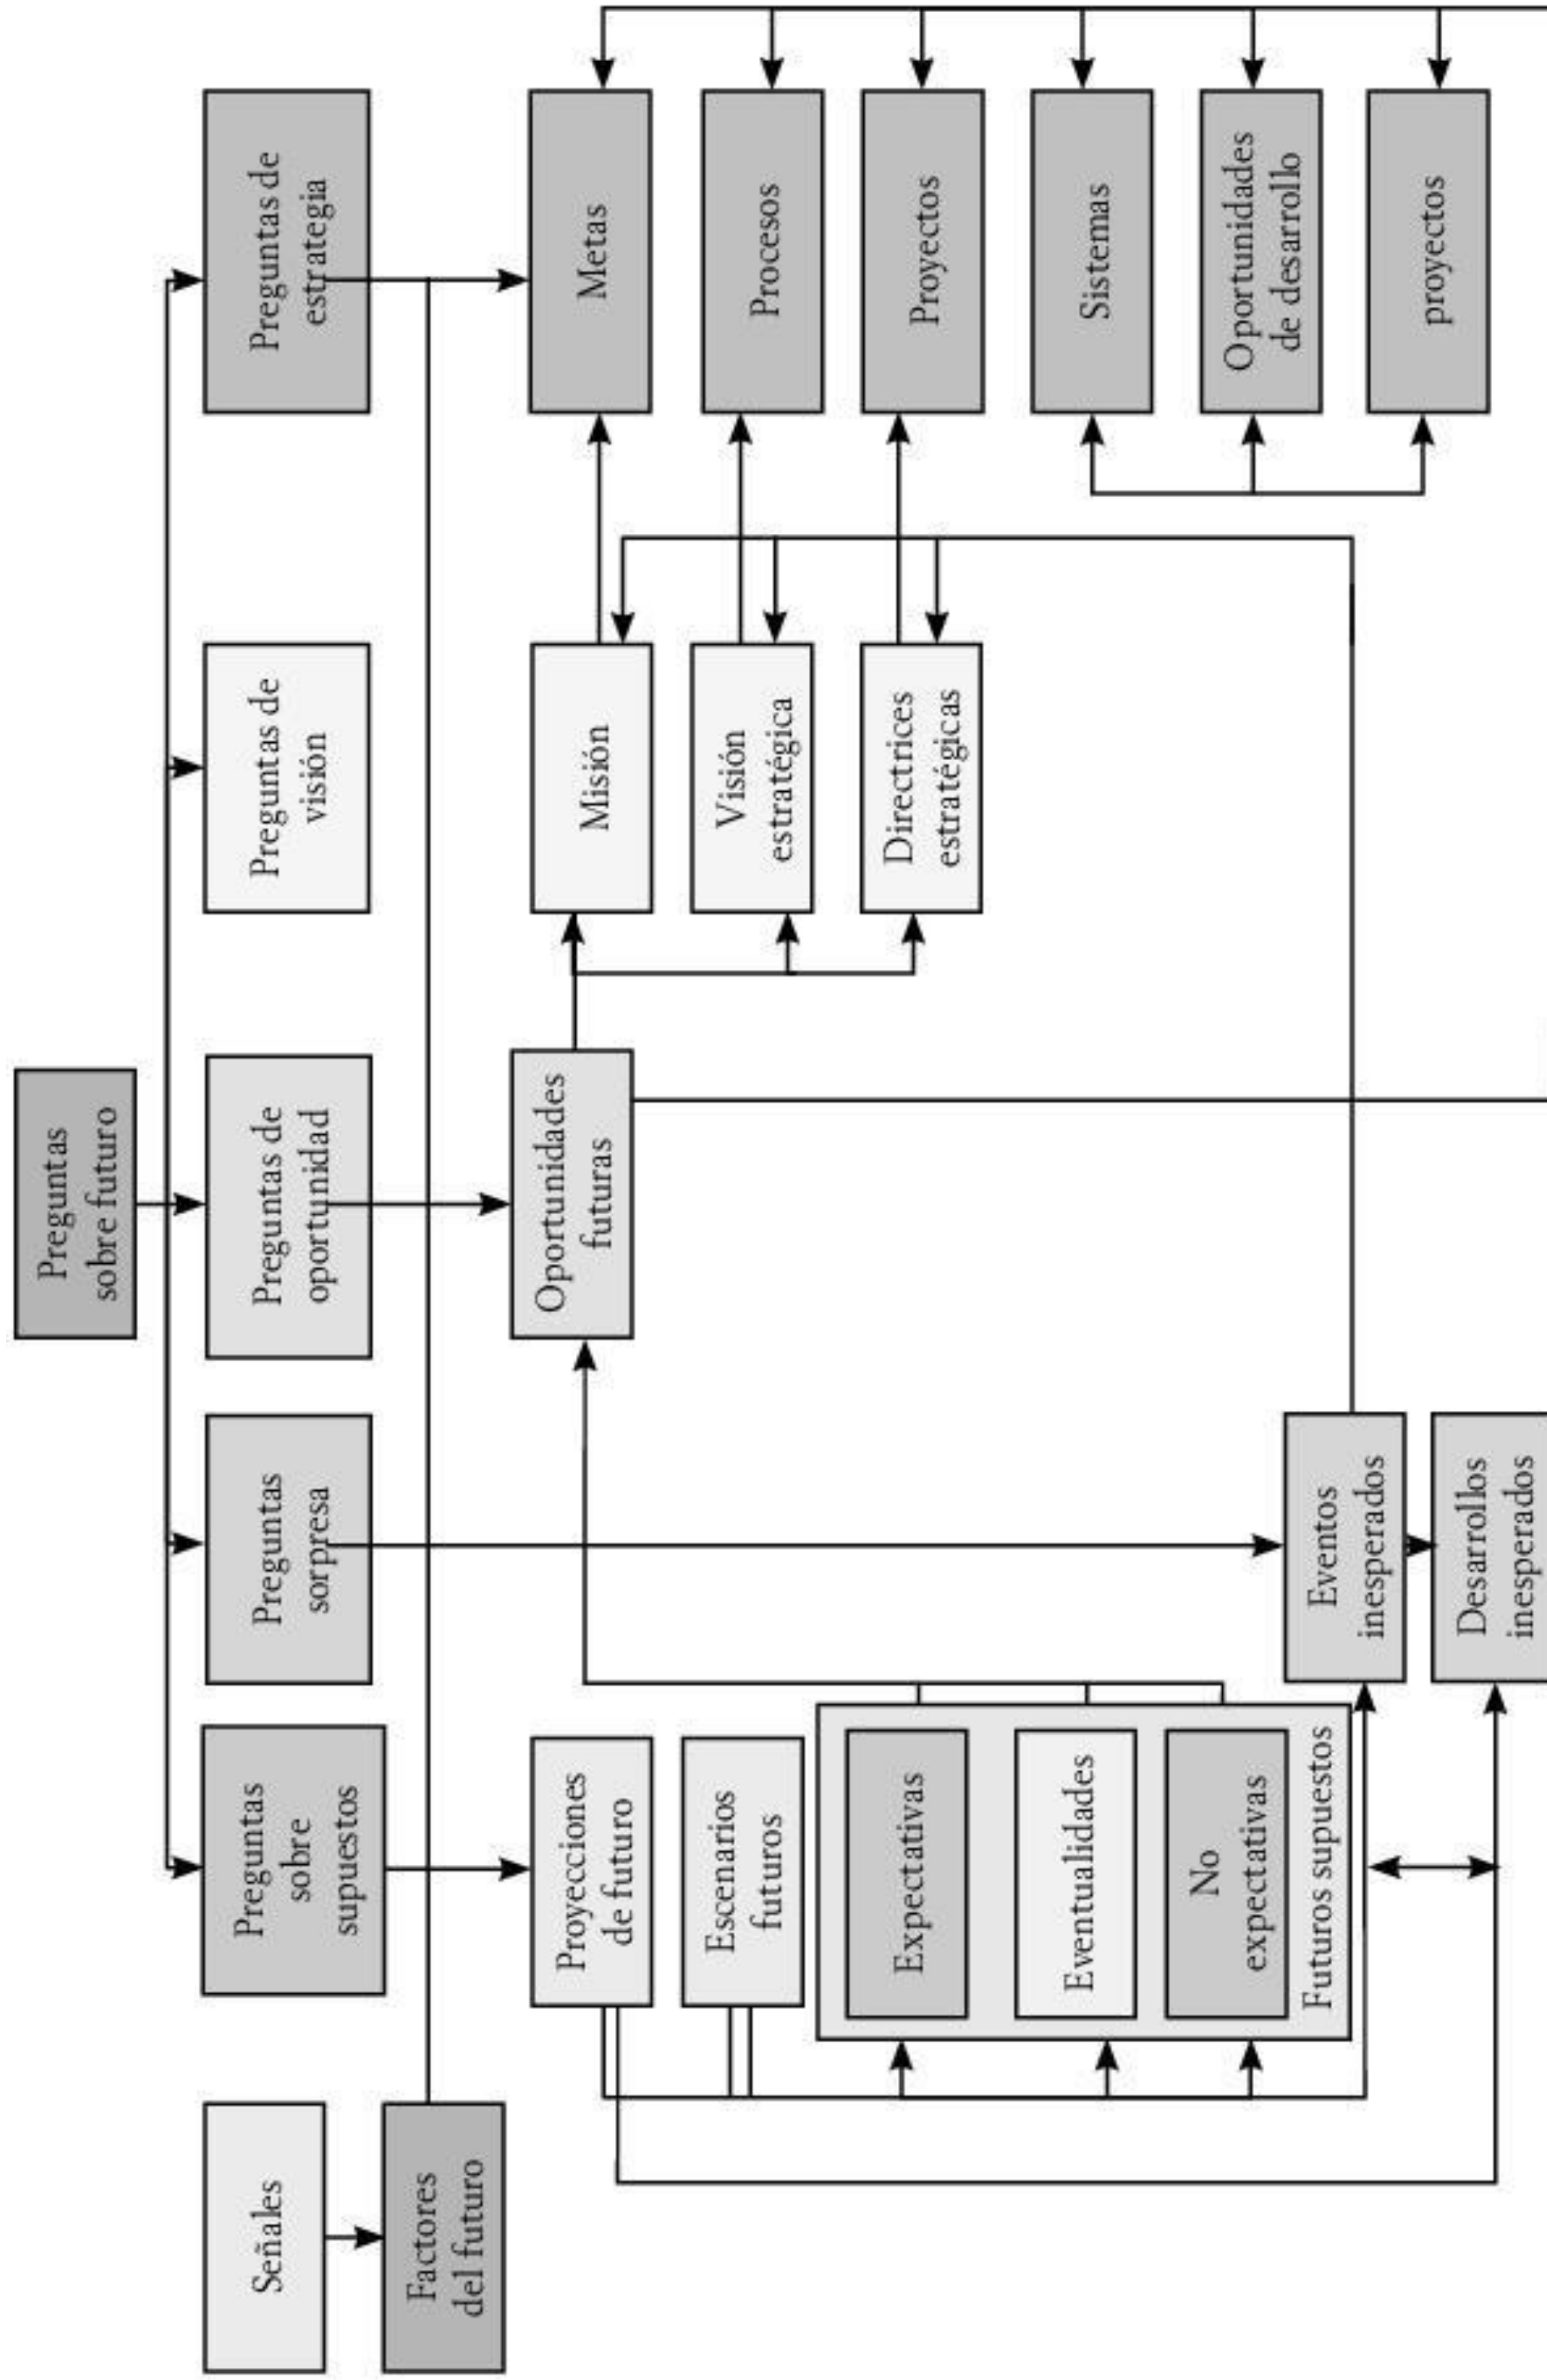 Preguntas
sobre futuro
Señales
Preguntas
sobre
supuestos
Preguntas
sorpresa
Preguntas de
oportunidad
Preguntas de
visión
Preguntas de
estrategia
Factores
del futuro
Proyecciones
de futuro
Escenarios
futuros
Expectativas
Eventualidades
No
expectativas
Futuros supuestos
Eventos
inesperados
Desarrollos
inesperados
Oportunidades
futuras
Misión
Visión
estratégica
Directrices
estratégicas
Metas
Procesos
Proyectos
Sistemas
Oportunidades
de desarrollo
proyectos